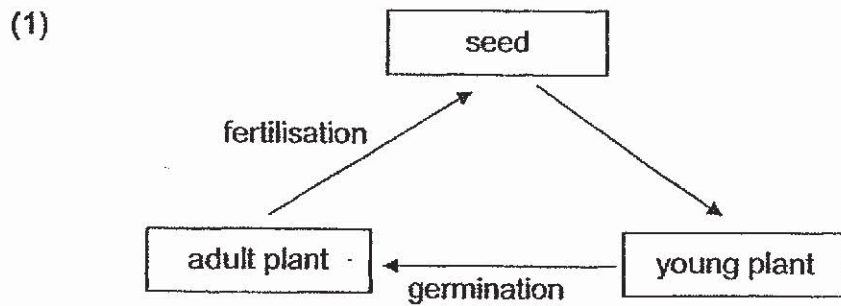 (1)
seed
fertilisation
adult plant
germination
young plant